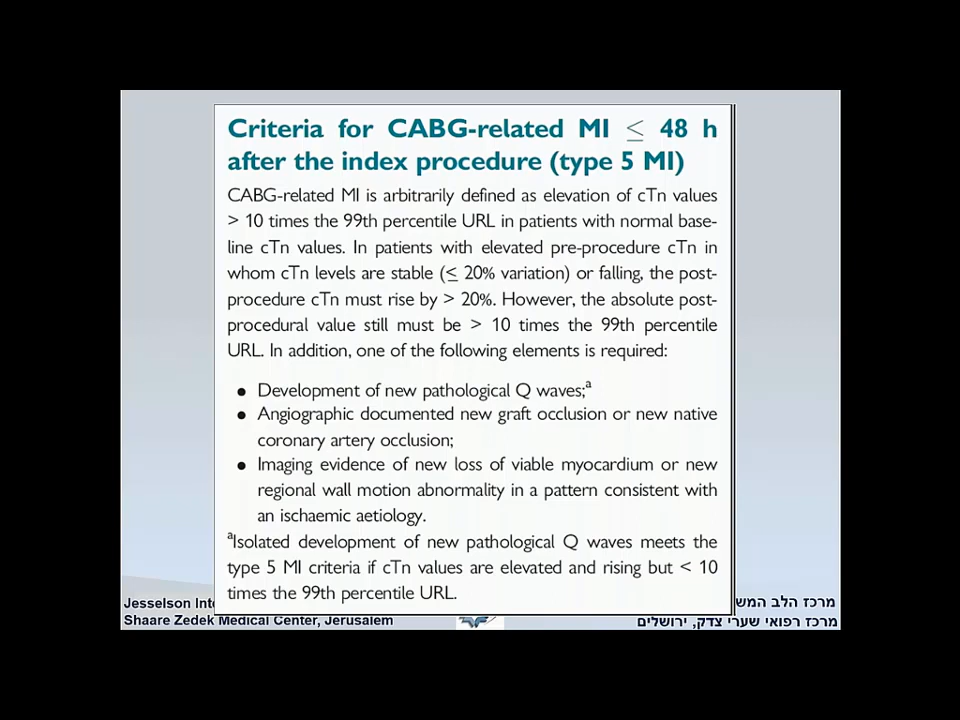 Criteria for CABG-related MI ≤ 48 h
after the index procedure (type 5 MI)
CABG-related MI is arbitrarily defined as elevation of cTn values
> 10 times the 99th percentile URL in patients with normal base-
line cTn values. In patients with elevated pre-procedure cTn in
whom cTn levels are stable (≤ 20% variation) or falling, the post-
procedure cTn must rise by > 20%. However, the absolute post-
procedural value still must be > 10 times the 99th percentile
URL. In addition, one of the following elements is required:
● Development of new pathological Q waves;ᵃ
● Angiographic documented new graft occlusion or new native
coronary artery occlusion;
● Imaging evidence of new loss of viable myocardium or new
regional wall motion abnormality in a pattern consistent with
an ischaemic aetiology.
ᵃIsolated development of new pathological Q waves meets the
type 5 MI criteria if cTn values are elevated and rising but < 10
times the 99th percentile URL.
Jesselson
Shaare Zedek Medical Center, Jerusalem
מרכז הלב
מרכז רפואי שערי צדק, ירושלים